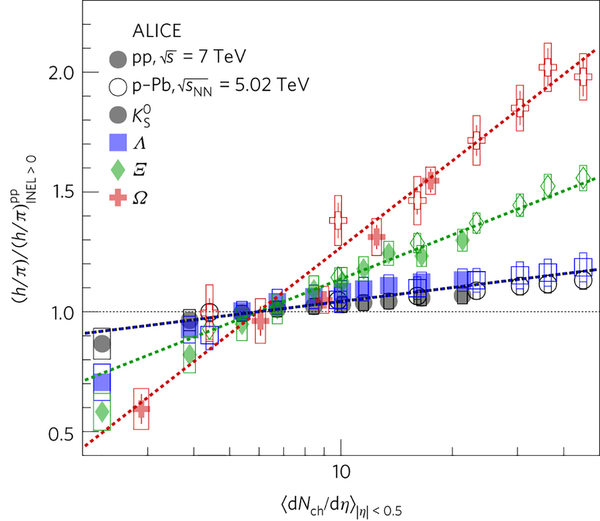 ALICE
pp, √s = 7 TeV
p–Pb, √sNN = 5.02 TeV
K⁰S
Λ
Ξ
Ω
2.0
1.5
1.0
0.5
(h/π)/(h/π)ppINEL > 0
10
⟨dNch/dη⟩|η| < 0.5